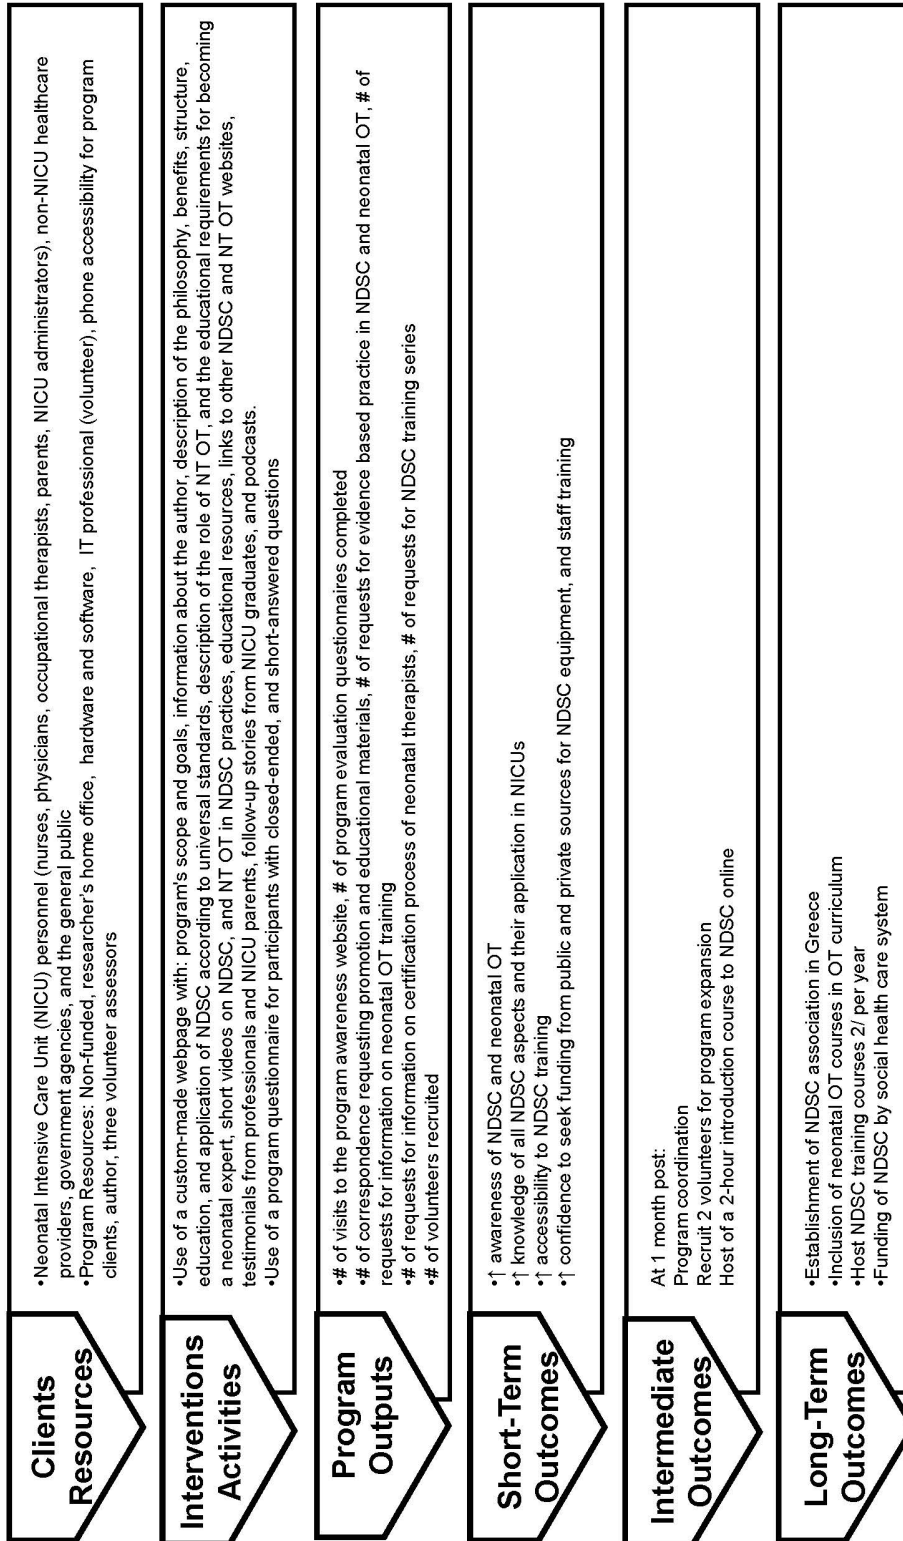 Clients
Resources
•Neonatal Intensive Care Unit (NICU) personnel (nurses, physicians, occupational therapists, parents, NICU administrators), non-NICU healthcare
providers, government agencies, and the general public
•Program Resources: Non-funded, researcher's home office, hardware and software, IT professional (volunteer), phone accessibility for program
clients, author, three volunteer assessors
Interventions
Activities
•Use of a custom-made webpage with: program's scope and goals, information about the author, description of the philosophy, benefits, structure,
education, and application of NDSC according to universal standards, description of the role of NT OT, and the educational requirements for becoming
a neonatal expert, short videos on NDSC, and NT OT in NDSC practices, educational resources, links to other NDSC and NT OT websites,
testimonials from professionals and NICU parents, follow-up stories from NICU graduates, and podcasts.
•Use of a program questionnaire for participants with closed-ended, and short-answered questions
Program
Outputs
•# of visits to the program awareness website, # of program evaluation questionnaires completed
•# of correspondence requesting promotion and educational materials, # of requests for evidence based practice in NDSC and neonatal OT, # of
requests for information on neonatal OT training
•# of requests for information on certification process of neonatal therapists, # of requests for NDSC training series
•# of volunteers recruited
Short-Term
Outcomes
•↑ awareness of NDSC and neonatal OT
•↑ knowledge of all NDSC aspects and their application in NICUs
•↑ accessibility to NDSC training
•↑ confidence to seek funding from public and private sources for NDSC equipment, and staff training
Intermediate
Outcomes
At 1 month post:
Program coordination
Recruit 2 volunteers for program expansion
Host of a 2-hour introduction course to NDSC online
Long-Term
Outcomes
•Establishment of NDSC association in Greece
•Inclusion of neonatal OT courses in OT curriculum
•Host NDSC training courses 2/ per year
•Funding of NDSC by social health care system